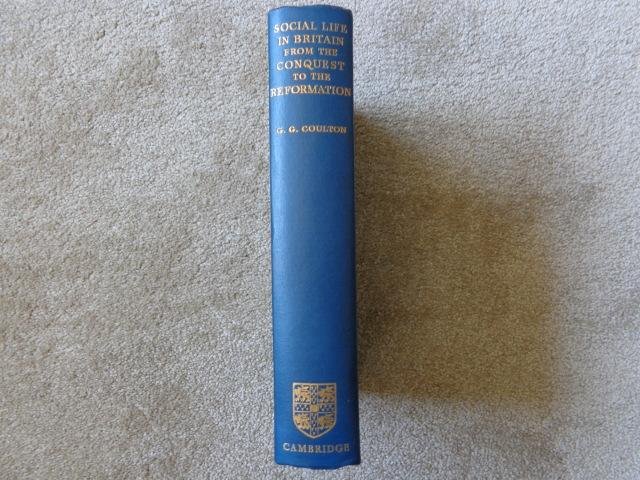 SOCIAL LIFE
IN BRITAIN
FROM THE
CONQUEST
TO THE
REFORMATION
G. G. COULTON
CAMBRIDGE